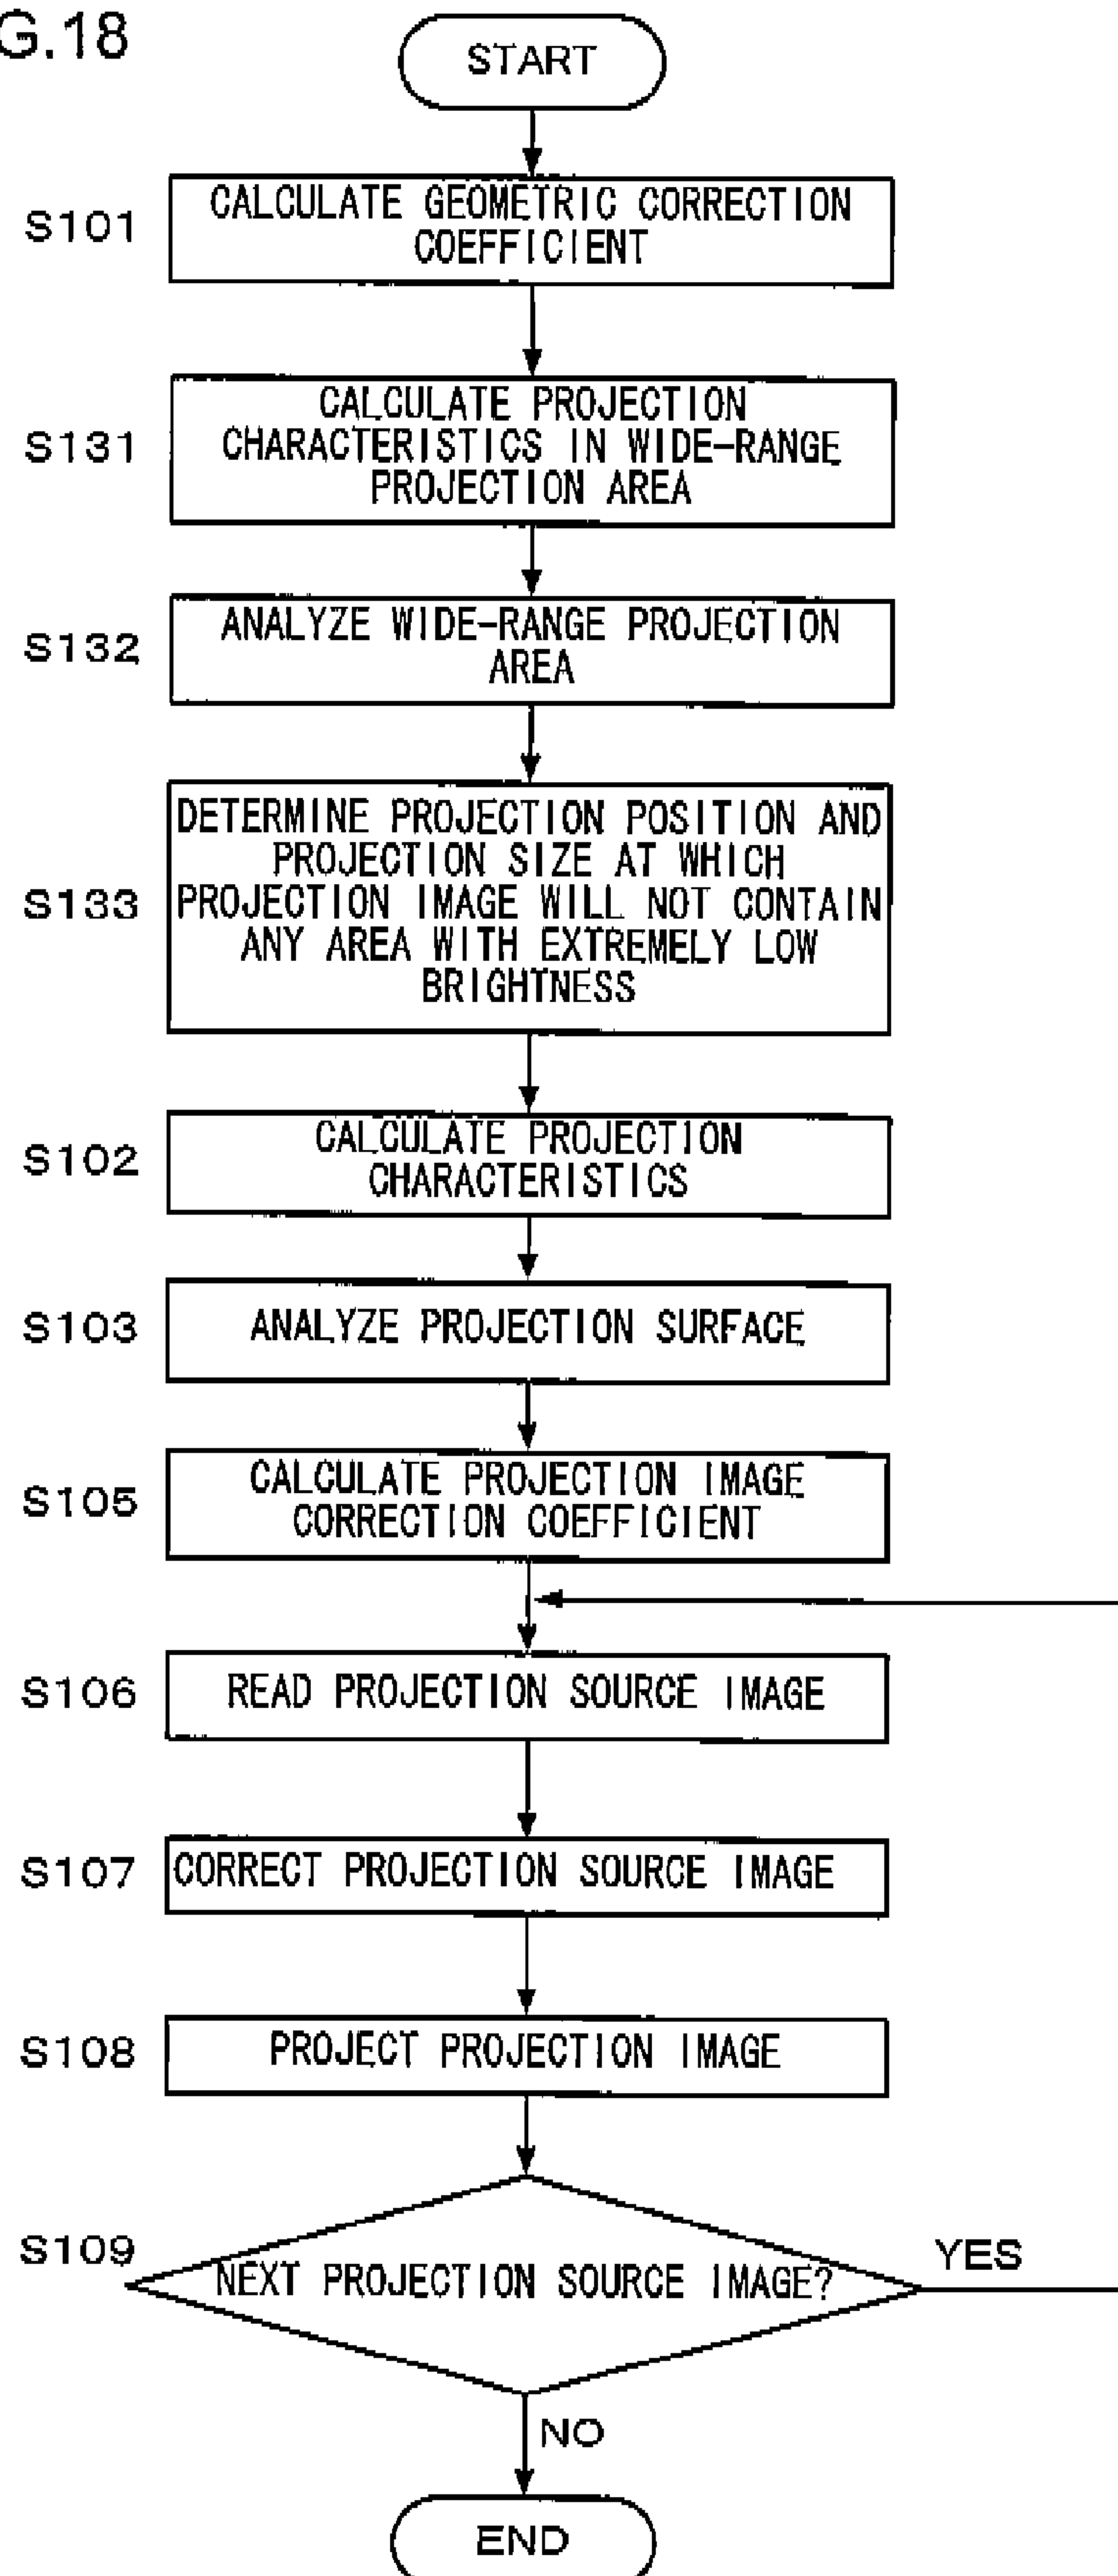 G.18
START
S101
CALCULATE GEOMETRIC CORRECTION
COEFFICIENT
S131
CALCULATE PROJECTION
CHARACTERISTICS IN WIDE-RANGE
PROJECTION AREA
S132
ANALYZE WIDE-RANGE PROJECTION
AREA
S133
DETERMINE PROJECTION POSITION AND
PROJECTION SIZE AT WHICH
PROJECTION IMAGE WILL NOT CONTAIN
ANY AREA WITH EXTREMELY LOW
BRIGHTNESS
S102
CALCULATE PROJECTION
CHARACTERISTICS
S103
ANALYZE PROJECTION SURFACE
S105
CALCULATE PROJECTION IMAGE
CORRECTION COEFFICIENT
S106
READ PROJECTION SOURCE IMAGE
S107
CORRECT PROJECTION SOURCE IMAGE
S108
PROJECT PROJECTION IMAGE
S109
NEXT PROJECTION SOURCE IMAGE?
YES
NO
END